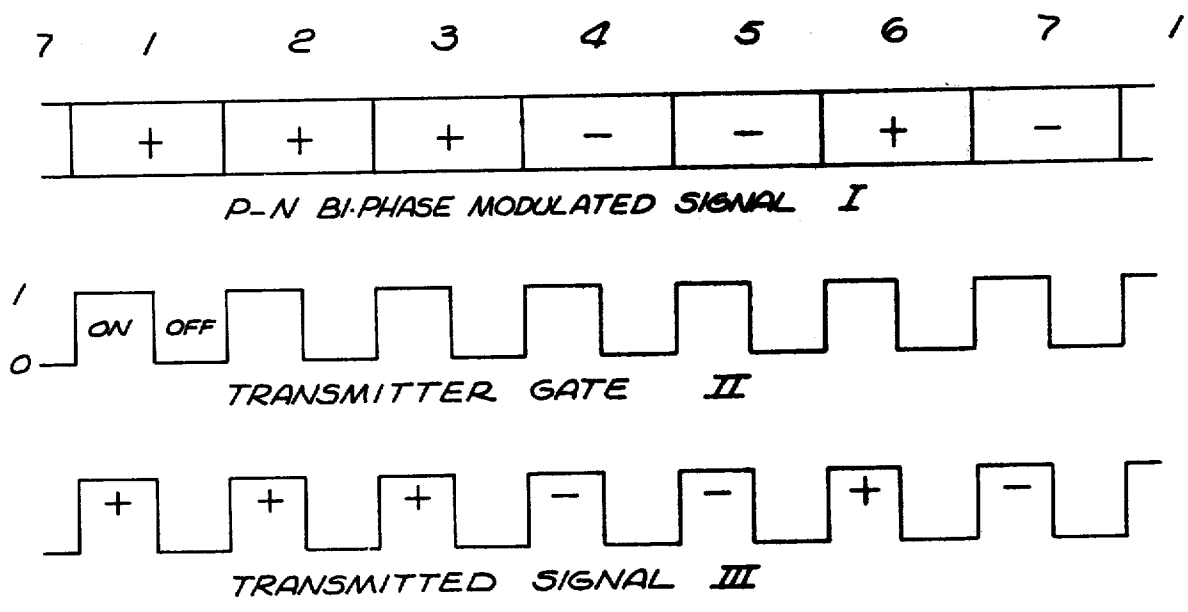 7 1 2 3 4 5 6 7 1
+ + + − − + −
P-N BI-PHASE MODULATED SIGNAL I
1
ON OFF
0
TRANSMITTER GATE II
+ + + − − + −
TRANSMITTED SIGNAL III